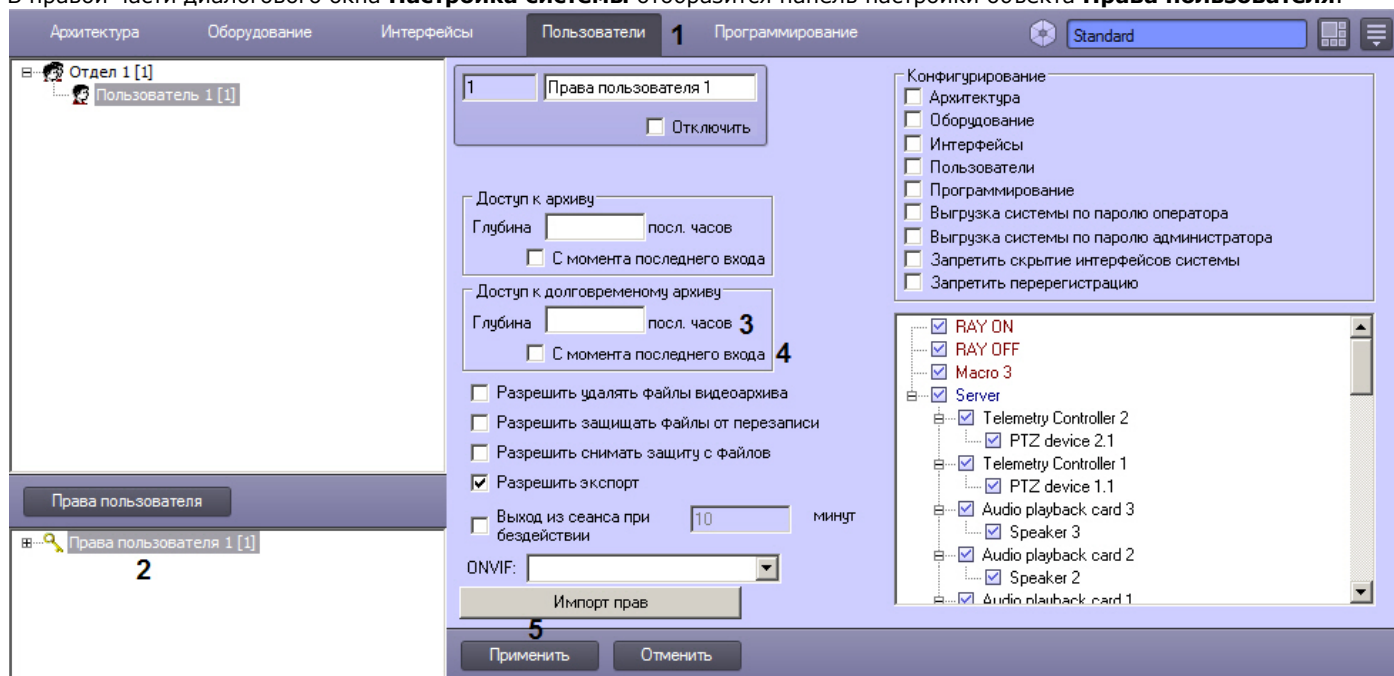 В правой части диалогового окна Настройка системы отобразится панель настройки объекта Права пользователя.
Архитектура Оборудование Интерфейсы Пользователи 1 Программирование Standard
Отдел 1 [1]
Пользователь 1 [1]
Права пользователя
Права пользователя 1 [1]
2
1 Права пользователя 1
Отключить
Доступ к архиву
Глубина посл. часов
С момента последнего входа
Доступ к долговременому архиву
Глубина посл. часов 3
С момента последнего входа 4
Разрешить удалять файлы видеоархива
Разрешить защищать файлы от перезаписи
Разрешить снимать защиту с файлов
Разрешить экспорт
Выход из сеанса при 10 минут
бездействии
ONVIF:
Импорт прав
5
Применить Отменить
Конфигурирование
Архитектура
Оборудование
Интерфейсы
Пользователи
Программирование
Выгрузка системы по паролю оператора
Выгрузка системы по паролю администратора
Запретить скрытие интерфейсов системы
Запретить перерегистрацию
RAY ON
RAY OFF
Macro 3
Server
Telemetry Controller 2
PTZ device 2.1
Telemetry Controller 1
PTZ device 1.1
Audio playback card 3
Speaker 3
Audio playback card 2
Speaker 2
Audio playback card 1